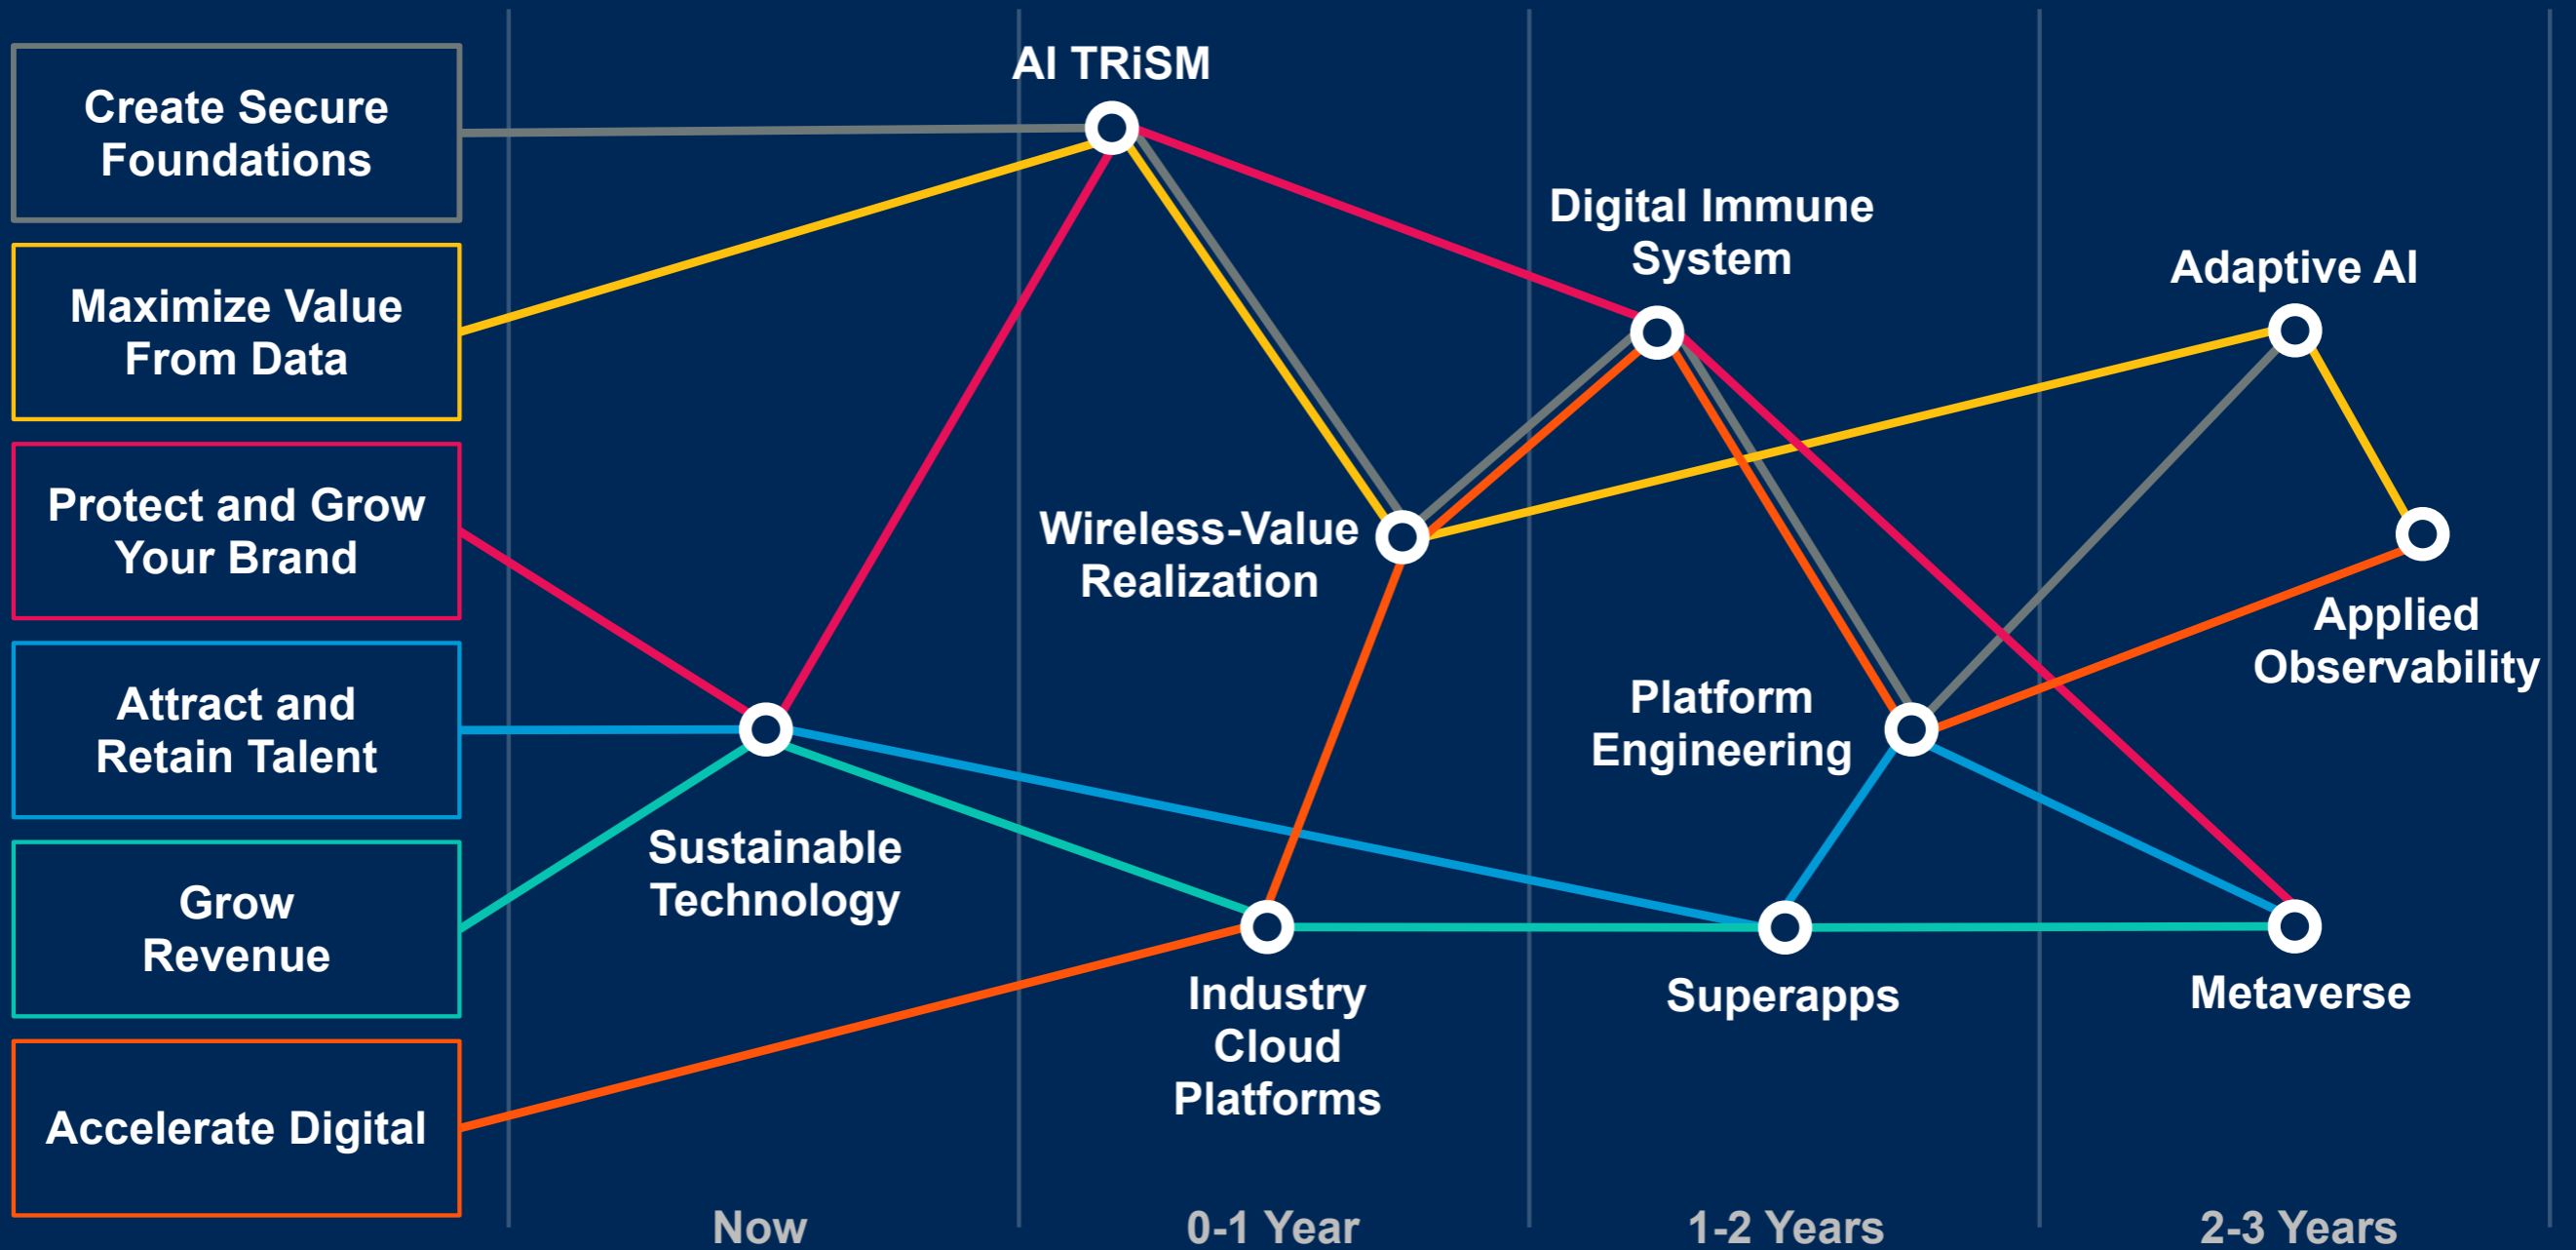 Create Secure
Foundations
Maximize Value
From Data
Protect and Grow
Your Brand
Attract and
Retain Talent
Grow
Revenue
Accelerate Digital
AI TRiSM
Digital Immune
System
Adaptive AI
Wireless-Value
Realization
Applied
Observability
Platform
Engineering
Sustainable
Technology
Industry
Cloud
Platforms
Superapps
Metaverse
Now
0-1 Year
1-2 Years
2-3 Years